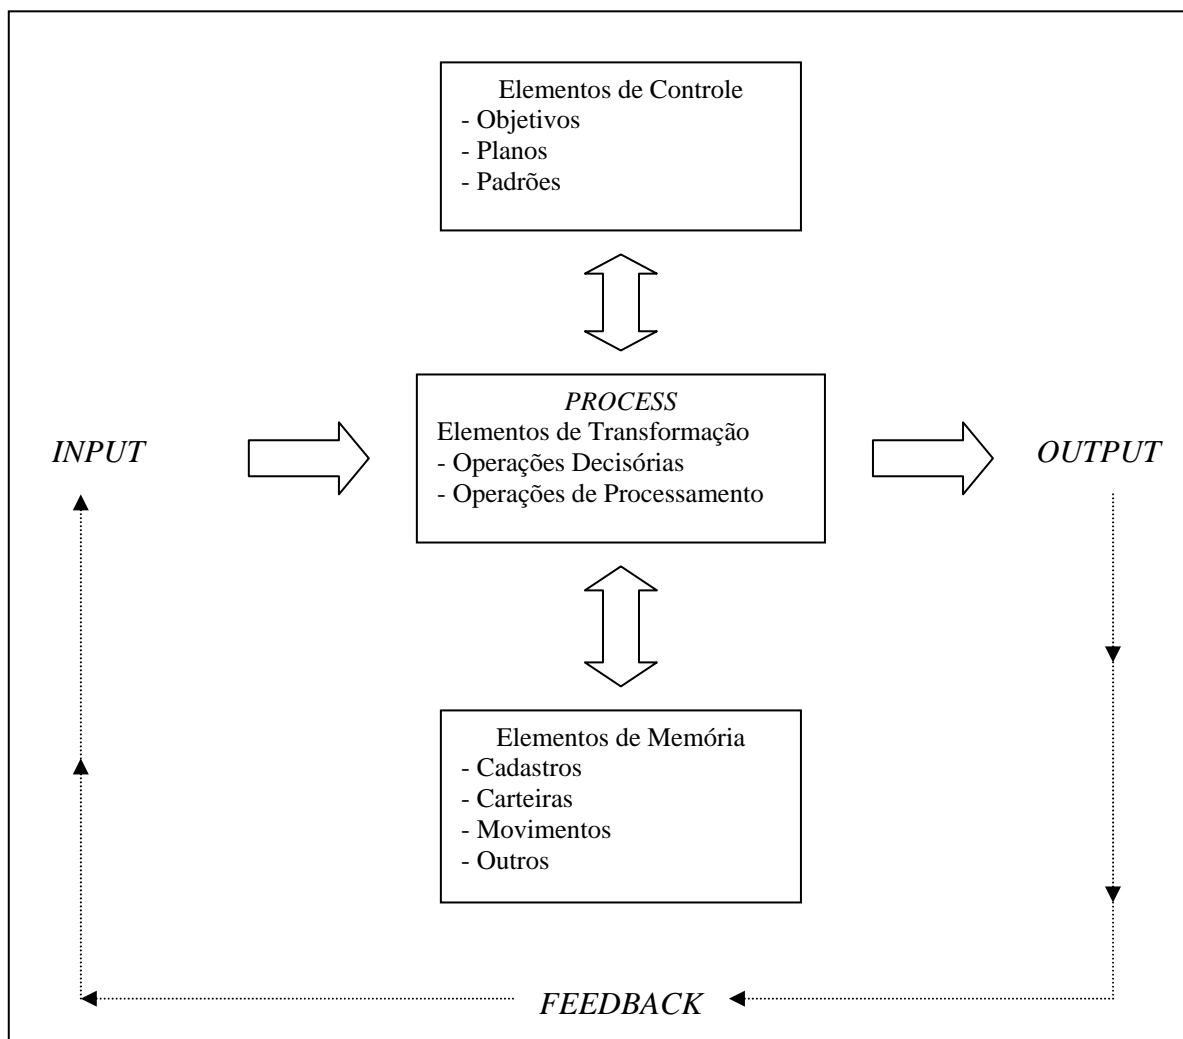 Elementos de Controle
- Objetivos
- Planos
- Padrões
PROCESS
Elementos de Transformação
- Operações Decisórias
- Operações de Processamento
INPUT
OUTPUT
Elementos de Memória
- Cadastros
- Carteiras
- Movimentos
- Outros
FEEDBACK